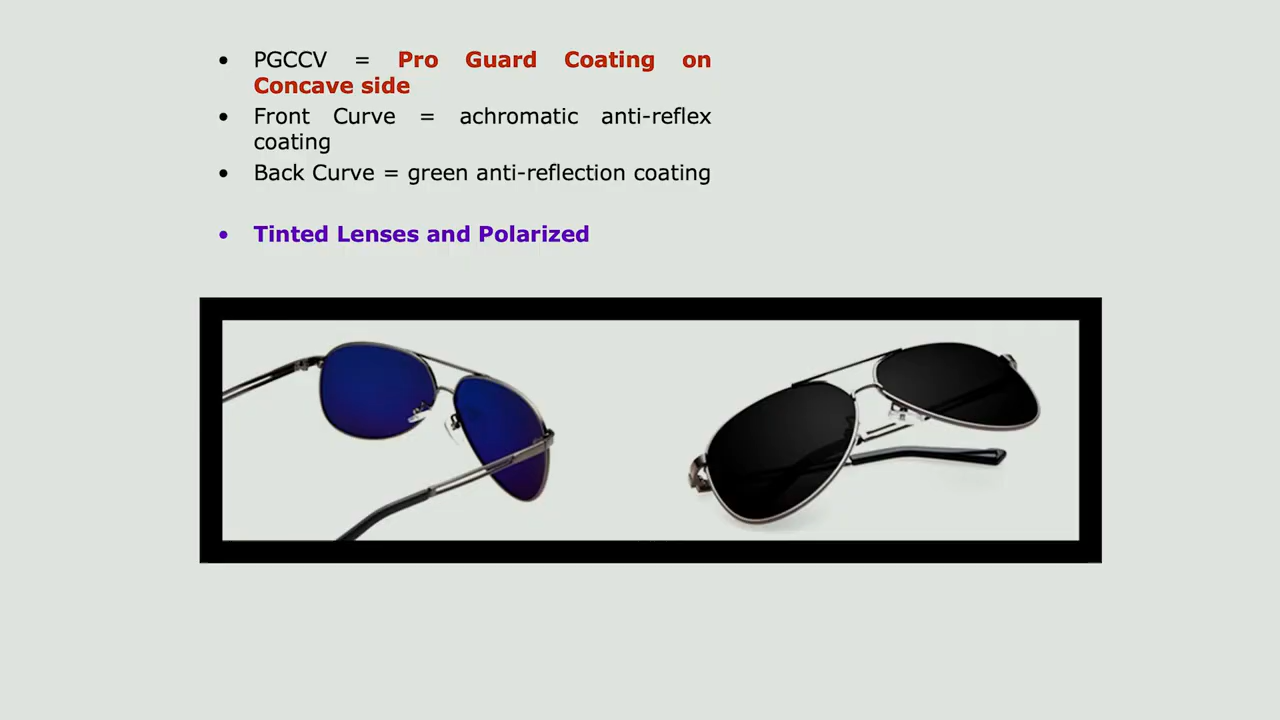 • PGCCV = Pro Guard Coating on
Concave side
• Front Curve = achromatic anti-reflex
coating
• Back Curve = green anti-reflection coating
• Tinted Lenses and Polarized